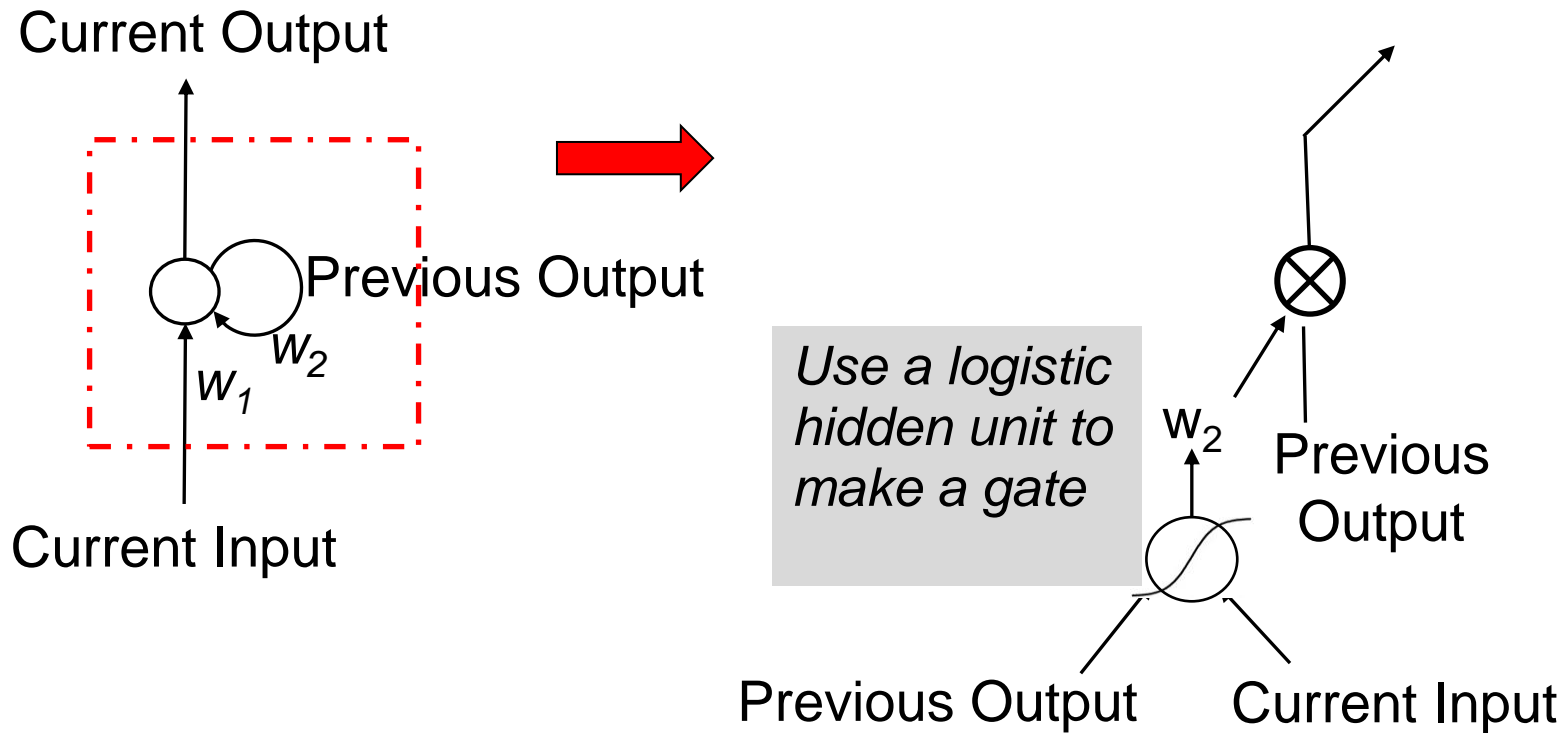 Current Output
Previous Output
w2
w1
Current Input
Use a logistic
hidden unit to
make a gate
w2
Previous
Output
Previous Output
Current Input